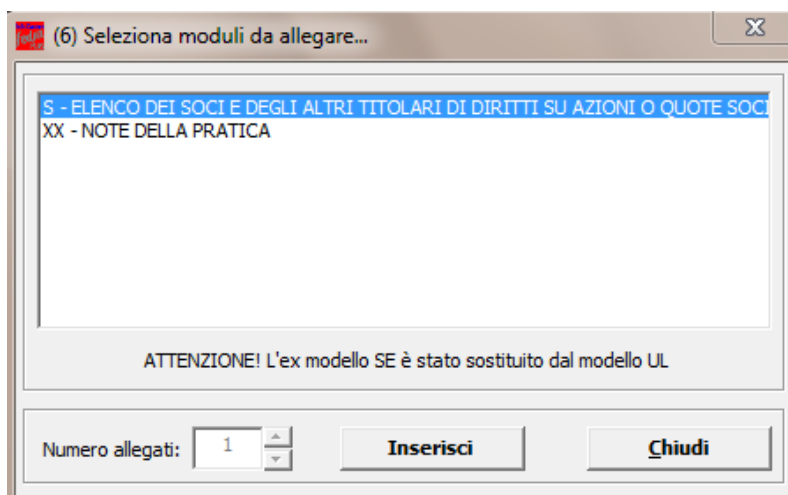 (6) Seleziona moduli da allegare...
S - ELENCO DEI SOCI E DEGLI ALTRI TITOLARI DI DIRITTI SU AZIONI O QUOTE SOCI
XX - NOTE DELLA PRATICA
ATTENZIONE! L'ex modello SE è stato sostituito dal modello UL
Numero allegati: 1 Inserisci Chiudi